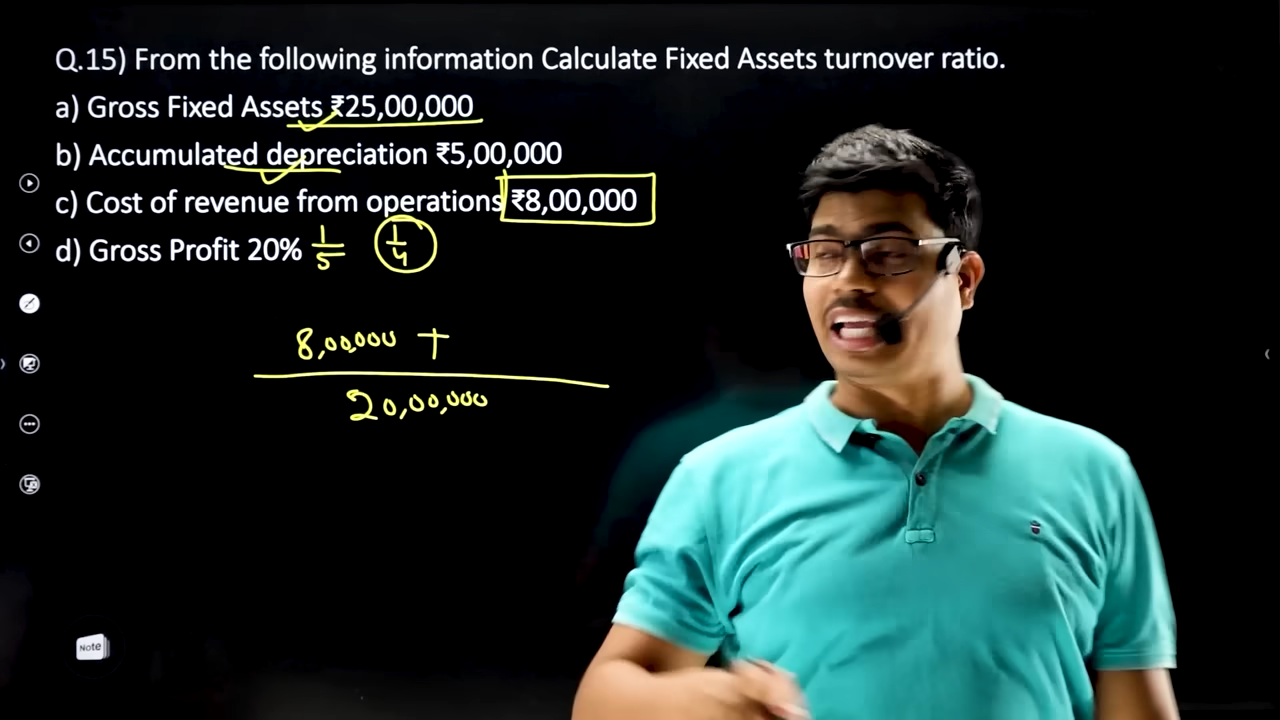 Q.15) From the following information Calculate Fixed Assets turnover ratio.
a) Gross Fixed Assets ₹25,00,000
b) Accumulated depreciation ₹5,00,000
c) Cost of revenue from operations ₹8,00,000
d) Gross Profit 20% 1/5 1/4
8,00,000 +
20,00,000
Note